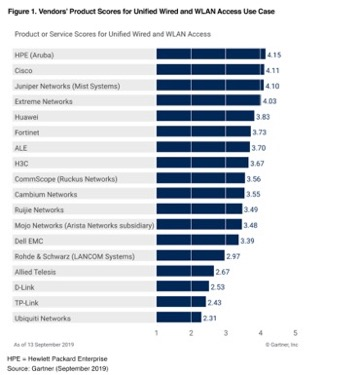 Figure 1. Vendors' Product Scores for Unified Wired and WLAN Access Use Case
Product or Service Scores for Unified Wired and WLAN Access
HPE (Aruba) 4.15
Cisco 4.11
Juniper Networks (Mist Systems) 4.10
Extreme Networks 4.03
Huawei 3.83
Fortinet 3.73
ALE 3.70
H3C 3.67
CommScope (Ruckus Networks) 3.56
Cambium Networks 3.55
Ruijie Networks 3.49
Mojo Networks (Arista Networks subsidiary) 3.48
Dell EMC 3.39
Rohde & Schwarz (LANCOM Systems) 2.97
Allied Telesis 2.67
D-Link 2.53
TP-Link 2.43
Ubiquiti Networks 2.31
1 2 3 4 5
As of 13 September 2019 © Gartner, Inc
HPE = Hewlett Packard Enterprise
Source: Gartner (September 2019)